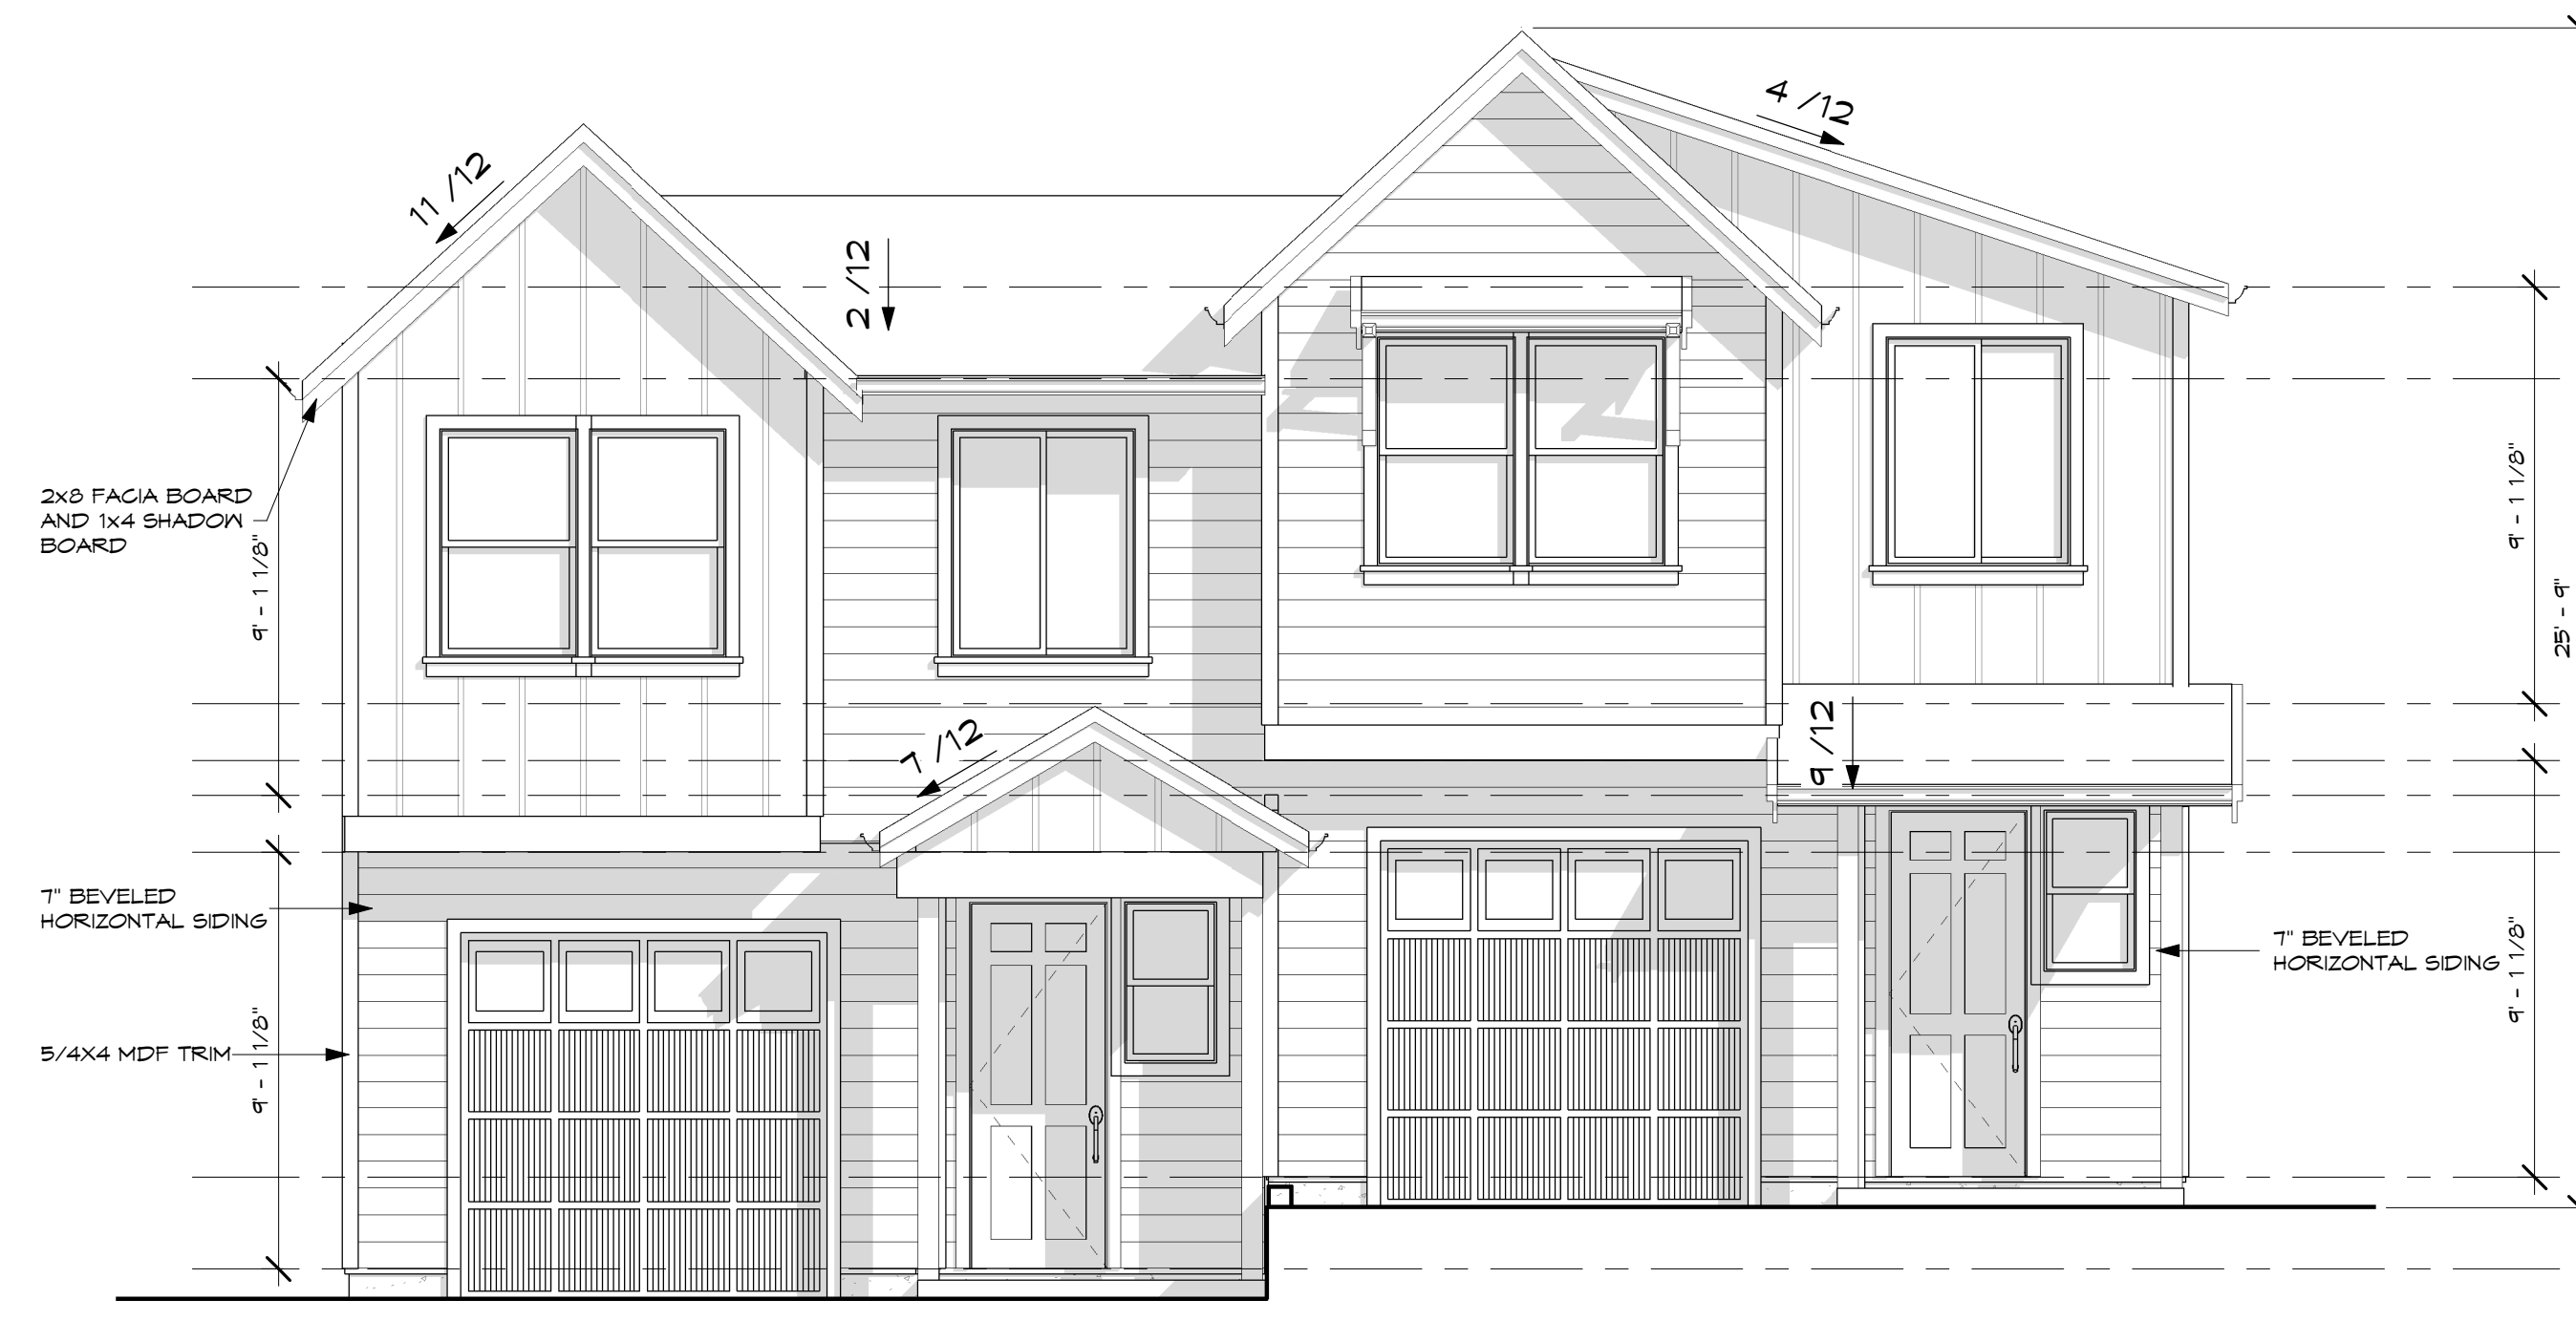 4 /12
11 /12
2 /12
2x8 FACIA BOARD
AND 1x4 SHADOW
BOARD
9' - 1 1/8"
9' - 1 1/8"
25' - 9"
7 /12
9 /12
7" BEVELED
HORIZONTAL SIDING
7" BEVELED
HORIZONTAL SIDING
5/4X4 MDF TRIM
9' - 1 1/8"
9' - 1 1/8"